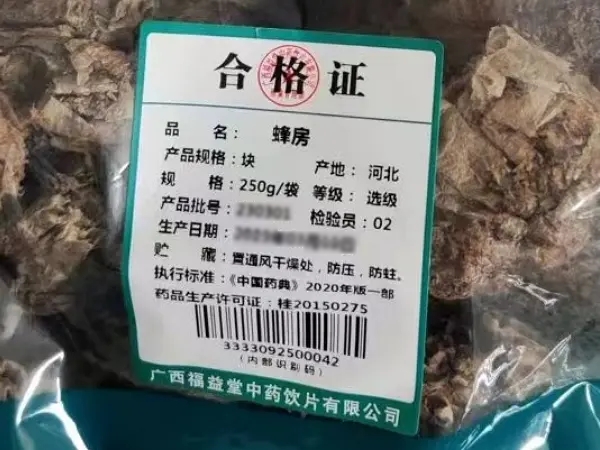 合格证
品 名： 蜂房
产品规格：块 产地：河北
规 格：250g/袋 等级：选级
产品批号：230301 检验员：02
生产日期：
贮 藏：置通风干燥处，防压，防蛀。
执行标准：《中国药典》2020年版一部
药品生产许可证：桂20150275
3333092500042
（内部识别码）
广西福益堂中药饮片有限公司